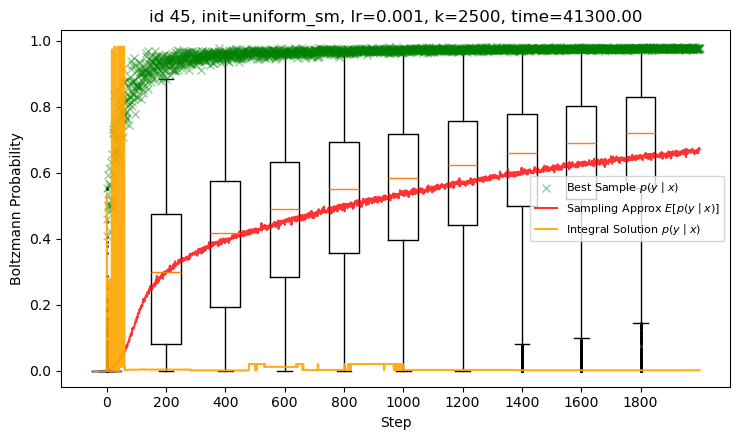 id 45, init=uniform_sm, lr=0.001, k=2500, time=41300.00
Boltzmann Probability
1.0
0.8
0.6
0.4
0.2
0.0
Best Sample p(y | x)
Sampling Approx E[p(y | x)]
Integral Solution p(y | x)
0 200 400 600 800 1000 1200 1400 1600 1800
Step